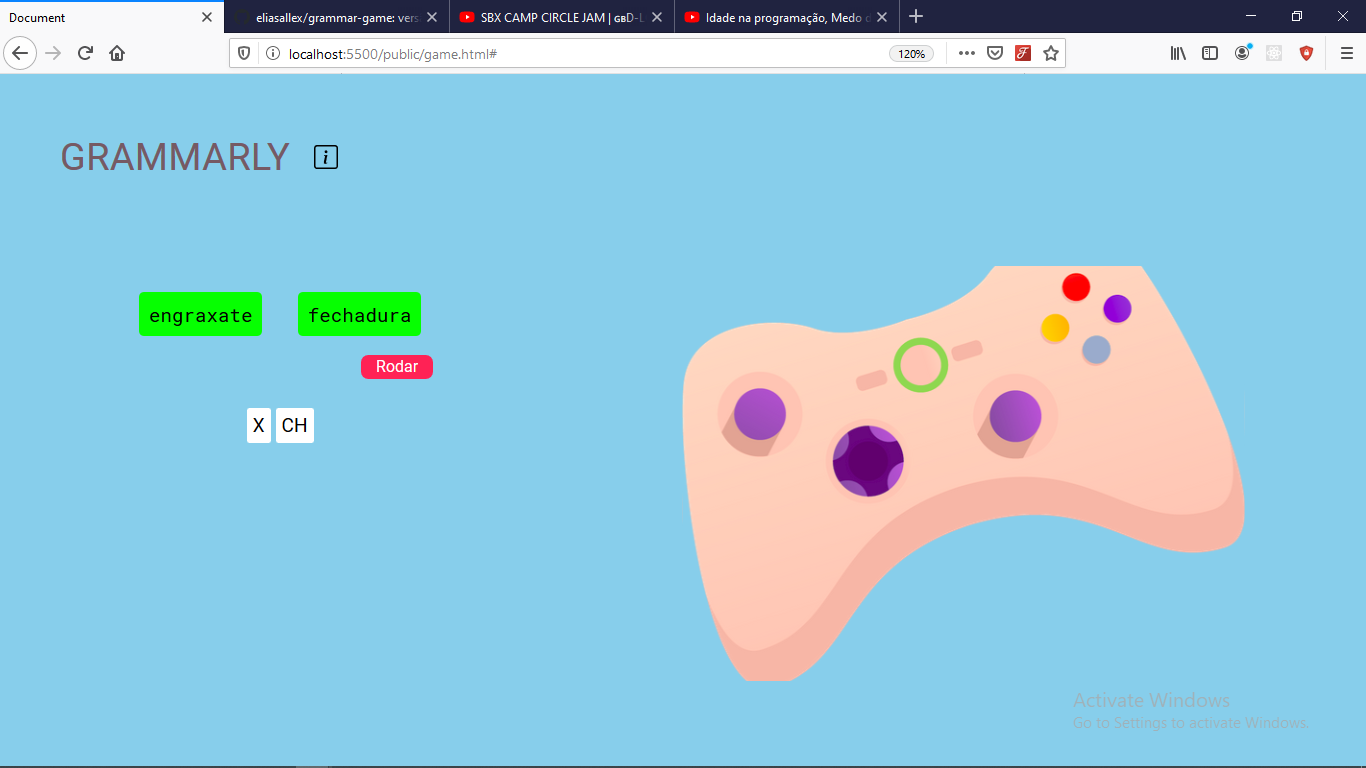 Document
eliasallex/grammar-game: vers
SBX CAMP CIRCLE JAM | GBD-L
Idade na programação, Medo d
localhost:5500/public/game.html#
120%
GRAMMARLY i
engraxate fechadura
Rodar
X CH
Activate Windows
Go to Settings to activate Windows.